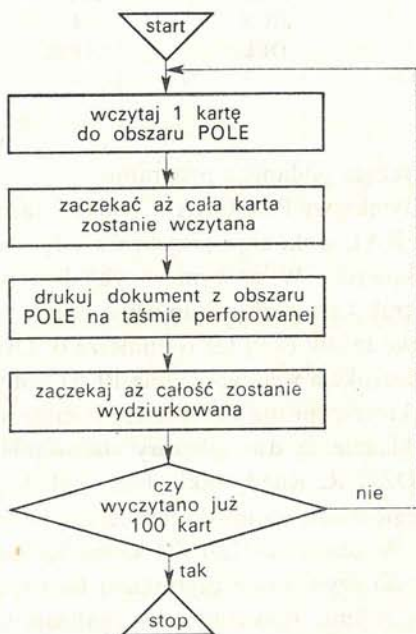 start
wczytaj 1 kartę
do obszaru POLE
zaczekać aż cała karta
zostanie wczytana
drukuj dokument z obszaru
POLE na taśmie perforowanej
zaczekaj aż całość zostanie
wydziurkowana
czy
wyczytano już
100 kart
nie
tak
stop